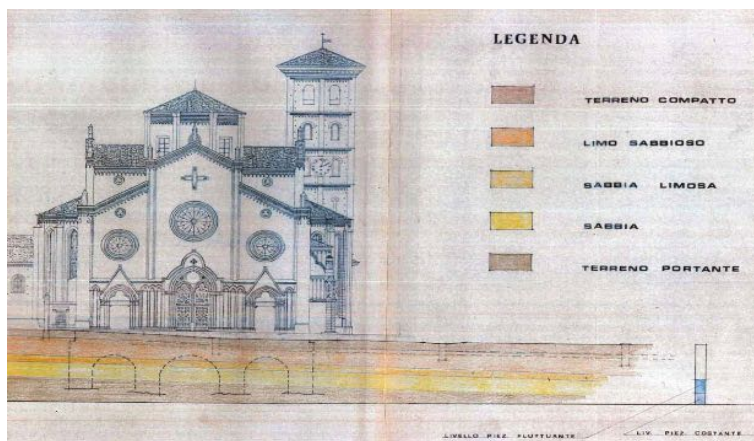 LEGENDA
TERRENO COMPATTO
LIMO SABBIOSO
SABBIA LIMOSA
SABBIA
TERRENO PORTANTE
LIVELLO PIEZ. FLUTTUANTE
LIV. PIEZ. COSTANTE